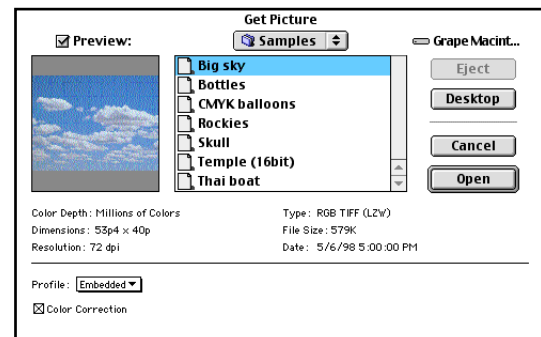 Get Picture
Preview:
Samples
Grape Macint...
Big sky
Bottles
CMYK balloons
Rockies
Skull
Temple (16bit)
Thai boat
Eject
Desktop
Cancel
Open
Color Depth: Millions of Colors
Type: RGB TIFF (LZW)
Dimensions: 53p4 x 40p
File Size: 579K
Resolution: 72 dpi
Date: 5/6/98 5:00:00 PM
Profile: Embedded
Color Correction